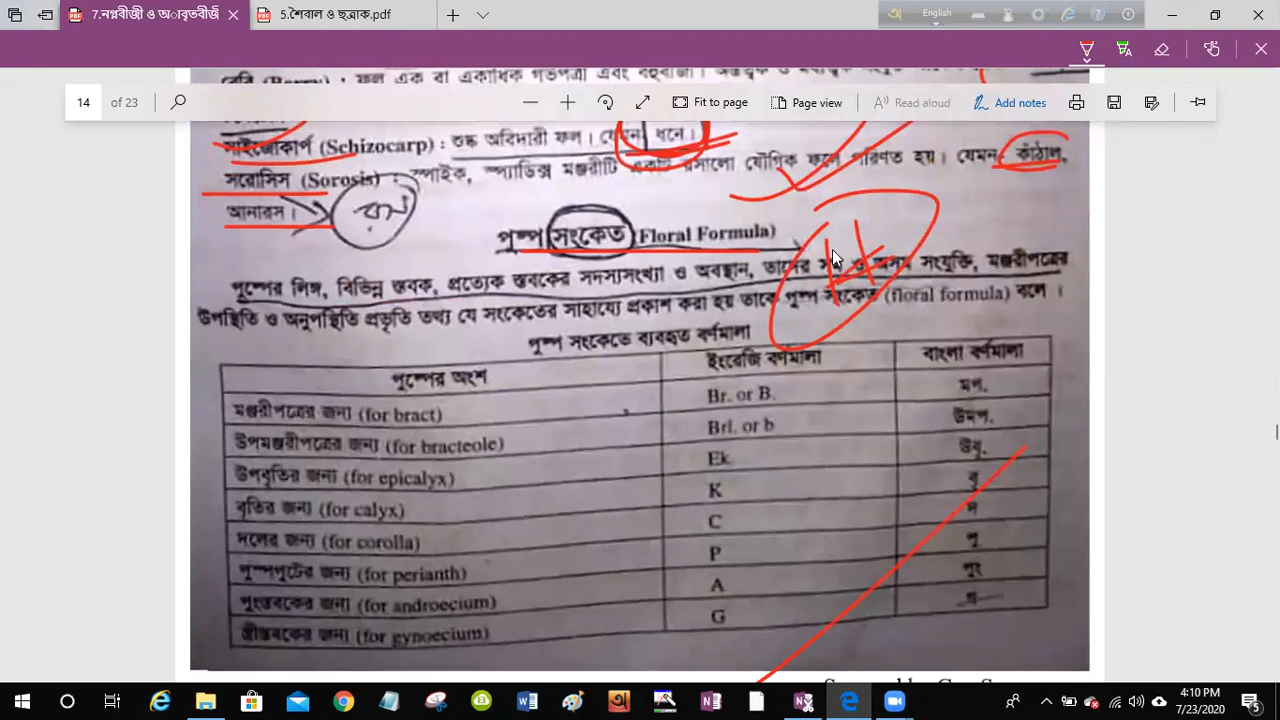 7.নগ্নবীজী ও আবৃতবীজী
5.শৈবাল ও ছত্রাক.pdf
English
14 of 23
Fit to page
Page view
Read aloud
Add notes
(Schizocarp) : শুষ্ক অবিদারী ফল। (যেমন- ধনে।
সরোসিস (Sorosis) : স্পাইক, স্প্যাডিক্স মঞ্জরীটি একটি রসালো যৌগিক ফলে পরিণত হয়। যেমন- কাঁঠাল,
আনারস।
পুষ্প সংকেত Floral Formula)
পুষ্পের লিঙ্গ, বিভিন্ন স্তবক, প্রত্যেক স্তবকের সদস্যসংখ্যা ও অবস্থান, তাদের সম ও অসম সংযুক্তি, মঞ্জরীপত্রের
উপস্থিতি ও অনুপস্থিতি প্রভৃতি তথ্য যে সংকেতের সাহায্যে প্রকাশ করা হয় তাকে পুষ্প সংকেত (floral formula) বলে।
পুষ্প সংকেতে ব্যবহৃত বর্ণমালা
পুষ্পের অংশ ইংরেজি বর্ণমালা বাংলা বর্ণমালা
মঞ্জরীপত্রের জন্য (for bract) Br. or B. মপ.
উপমঞ্জরীপত্রের জন্য (for bracteole) Brl. or b উমপ.
উপবৃতির জন্য (for epicalyx) Ek উবৃ.
বৃতির জন্য (for calyx) K বৃ
দলের জন্য (for corolla) C দ
পুষ্পপুটের জন্য (for perianth) P পু
পুংস্তবকের জন্য (for androecium) A পুং
স্ত্রীস্তবকের জন্য (for gynoecium) G
4:10 PM
7/23/2020